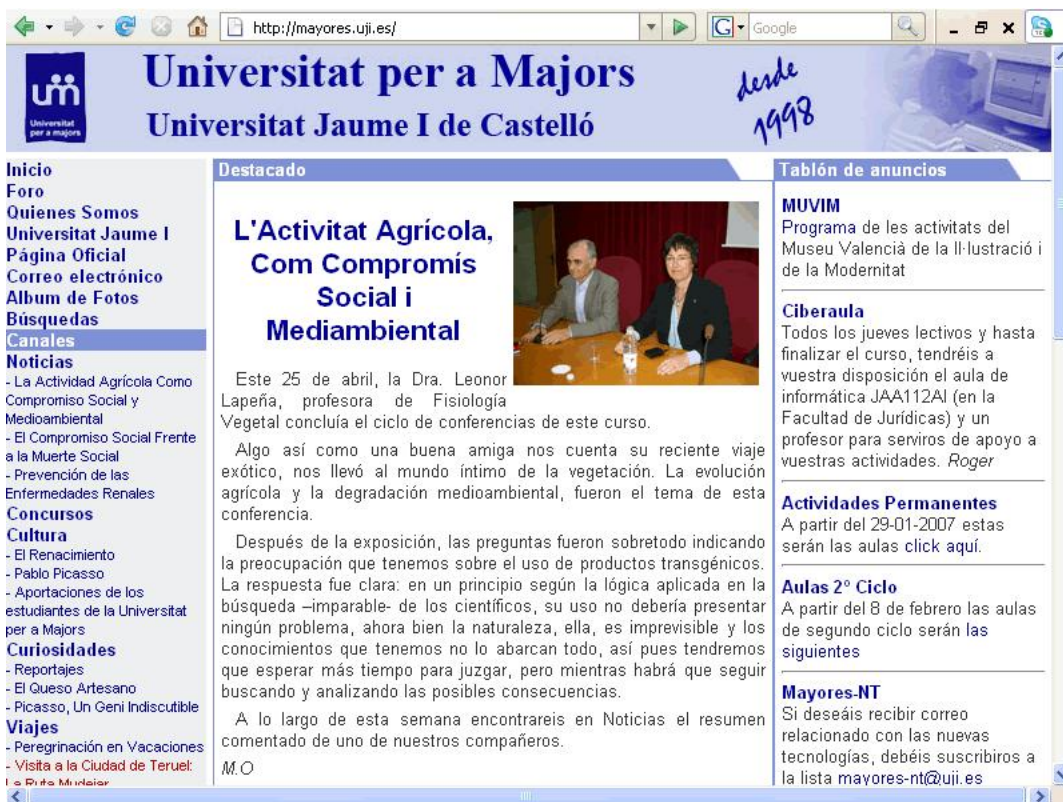 http://mayores.uji.es/
Google
Universitat
per a majors
Universitat per a Majors
Universitat Jaume I de Castelló
desde
1998
Inicio
Foro
Quienes Somos
Universitat Jaume I
Página Oficial
Correo electrónico
Album de Fotos
Búsquedas
Canales
Noticias
- La Actividad Agrícola Como
Compromiso Social y
Medioambiental
- El Compromiso Social Frente
a la Muerte Social
- Prevención de las
Enfermedades Renales
Concursos
Cultura
- El Renacimiento
- Pablo Picasso
- Aportaciones de los
estudiantes de la Universitat
per a Majors
Curiosidades
- Reportajes
- El Queso Artesano
- Picasso, Un Geni Indiscutible
Viajes
- Peregrinación en Vacaciones
- Visita a la Ciudad de Teruel:
La Ruta Mudejar
Destacado
L'Activitat Agrícola,
Com Compromís
Social i
Mediambiental
Este 25 de abril, la Dra. Leonor
Lapeña, profesora de Fisiología
Vegetal concluía el ciclo de conferencias de este curso.
Algo así como una buena amiga nos cuenta su reciente viaje
exótico, nos llevó al mundo íntimo de la vegetación. La evolución
agrícola y la degradación medioambiental, fueron el tema de esta
conferencia.
Después de la exposición, las preguntas fueron sobretodo indicando
la preocupación que tenemos sobre el uso de productos transgénicos.
La respuesta fue clara: en un principio según la lógica aplicada en la
búsqueda –imparable- de los científicos, su uso no debería presentar
ningún problema, ahora bien la naturaleza, ella, es imprevisible y los
conocimientos que tenemos no lo abarcan todo, así pues tendremos
que esperar más tiempo para juzgar, pero mientras habrá que seguir
buscando y analizando las posibles consecuencias.
A lo largo de esta semana encontrareis en Noticias el resumen
comentado de uno de nuestros compañeros.
M.O
Tablón de anuncios
MUVIM
Programa de les activitats del
Museu Valencià de la Il·lustració i
de la Modernitat
Ciberaula
Todos los jueves lectivos y hasta
finalizar el curso, tendréis a
vuestra disposición el aula de
informática JAA112AI (en la
Facultad de Jurídicas) y un
profesor para serviros de apoyo a
vuestras actividades. Roger
Actividades Permanentes
A partir del 29-01-2007 estas
serán las aulas click aquí.
Aulas 2º Ciclo
A partir del 8 de febrero las aulas
de segundo ciclo serán las
siguientes
Mayores-NT
Si deseáis recibir correo
relacionado con las nuevas
tecnologías, debéis suscribiros a
la lista mayores-nt@uji.es